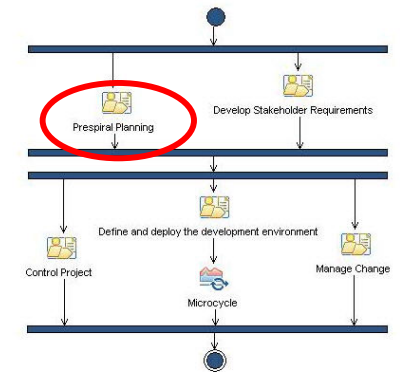 Develop Stakeholder Requirements
Prespiral Planning
Define and deploy the development environment
Control Project
Manage Change
Microcycle